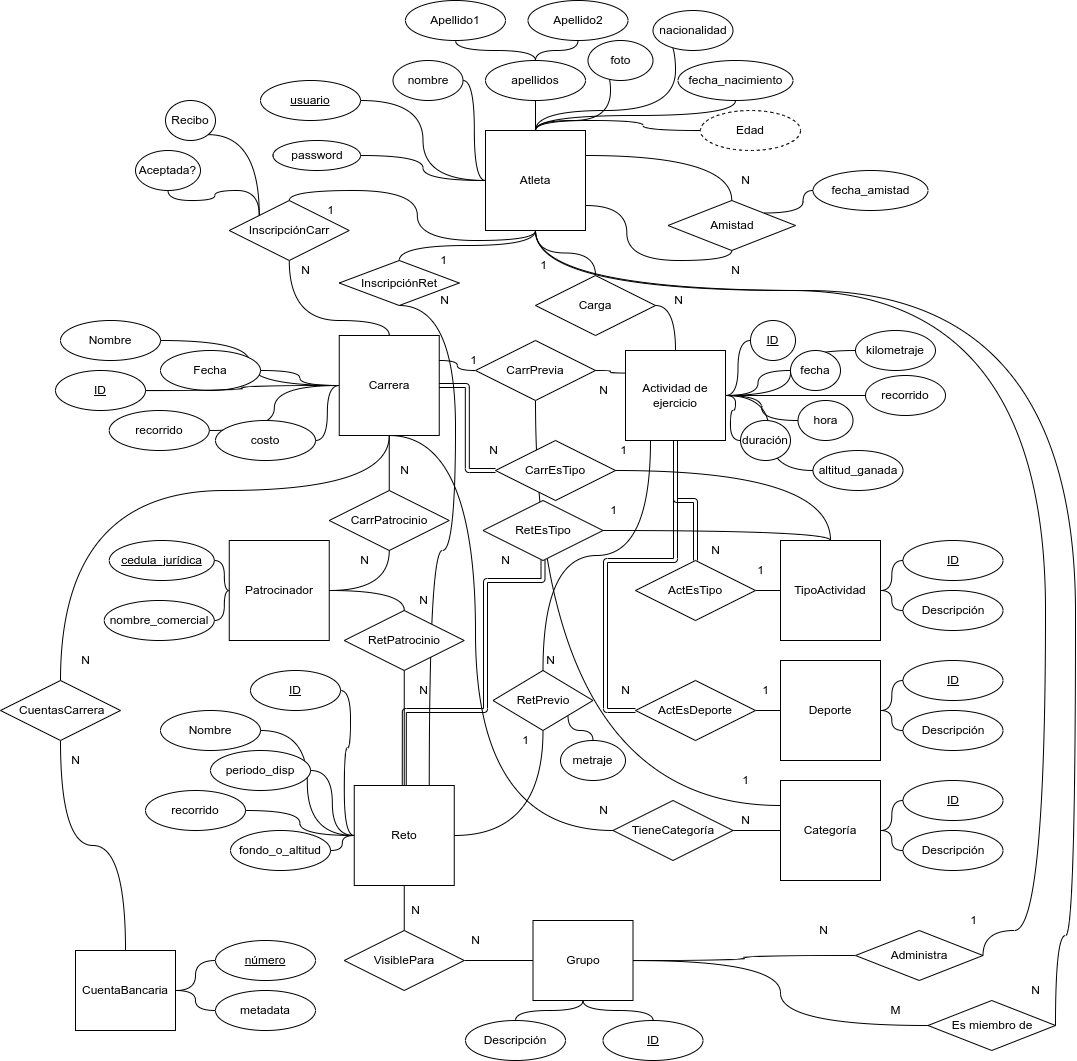 Apellido1
Apellido2
nacionalidad
nombre
apellidos
foto
fecha_nacimiento
usuario
Edad
Recibo
password
Aceptada?
Atleta
N
fecha_amistad
1
InscripciónCarr
Amistad
N
1
1
N
InscripciónRet
N
N
Carga
Nombre
ID
kilometraje
Fecha
1
CarrPrevia
fecha
ID
Carrera
N
Actividad de
ejercicio
recorrido
recorrido
costo
hora
duración
N
1
N
CarrEsTipo
altitud_ganada
CarrPatrocinio
1
RetEsTipo
cedula_jurídica
N
N
N
ID
Patrocinador
ActEsTipo
1
TipoActividad
nombre_comercial
N
Descripción
RetPatrocinio
N
N
ID
ID
N
N
1
CuentasCarrera
RetPrevio
ActEsDeporte
Deporte
Nombre
1
Descripción
N
periodo_disp
metraje
1
recorrido
N
N
ID
Reto
TieneCategoría
Categoría
fondo_o_altitud
Descripción
N
1
N
N
número
VisiblePara
Grupo
Administra
CuentaBancaria
N
metadata
M
Es miembro de
Descripción
ID